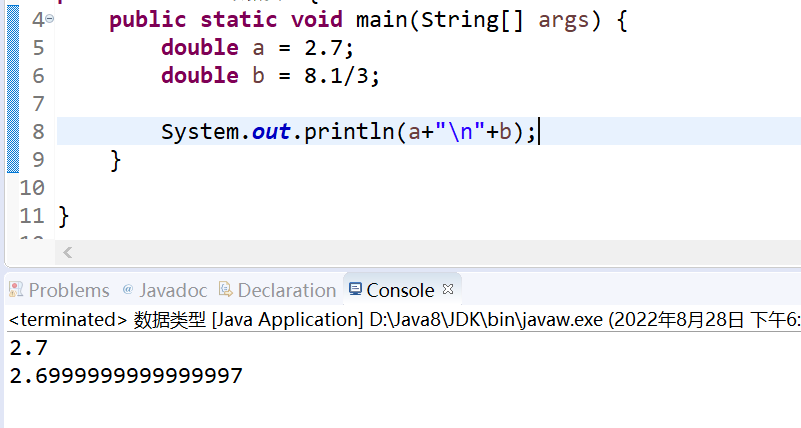 4 public static void main(String[] args) {
5 double a = 2.7;
6 double b = 8.1/3;
7
8 System.out.println(a+"\n"+b);
9 }
10
11 }
Problems @ Javadoc Declaration Console
<terminated> 数据类型 [Java Application] D:\Java8\JDK\bin\javaw.exe (2022年8月28日 下午6:
2.7
2.6999999999999997